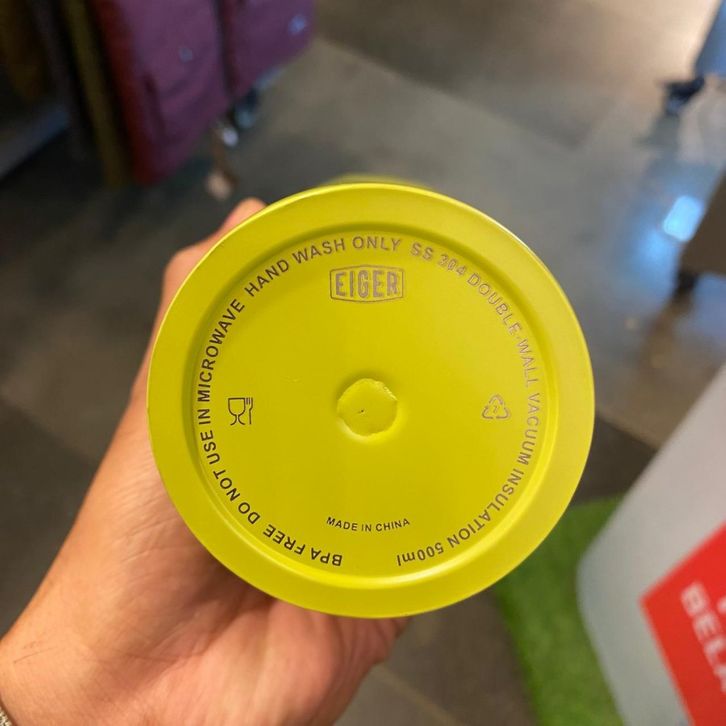 BPA FREE DO NOT USE IN MICROWAVE HAND WASH ONLY SS 304 DOUBLE-WALL VACUUM INSULATION 500ml
EIGER
MADE IN CHINA